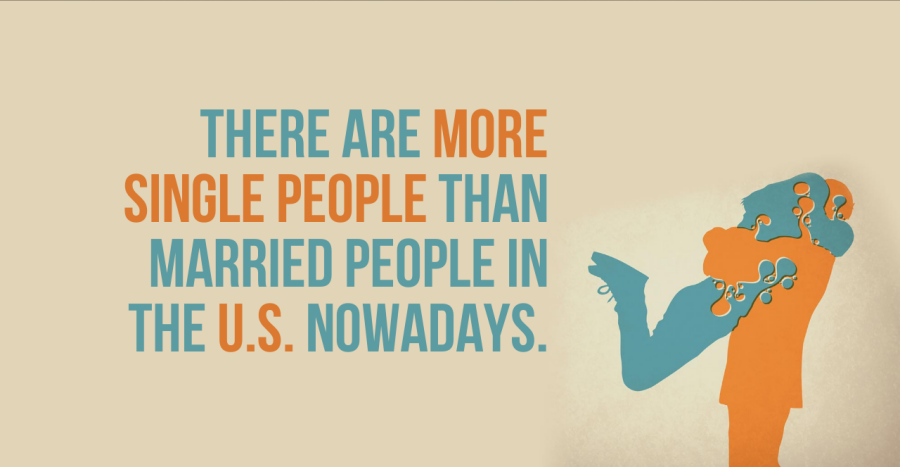 THERE ARE MORE
SINGLE PEOPLE THAN
MARRIED PEOPLE IN
THE U.S. NOWADAYS.